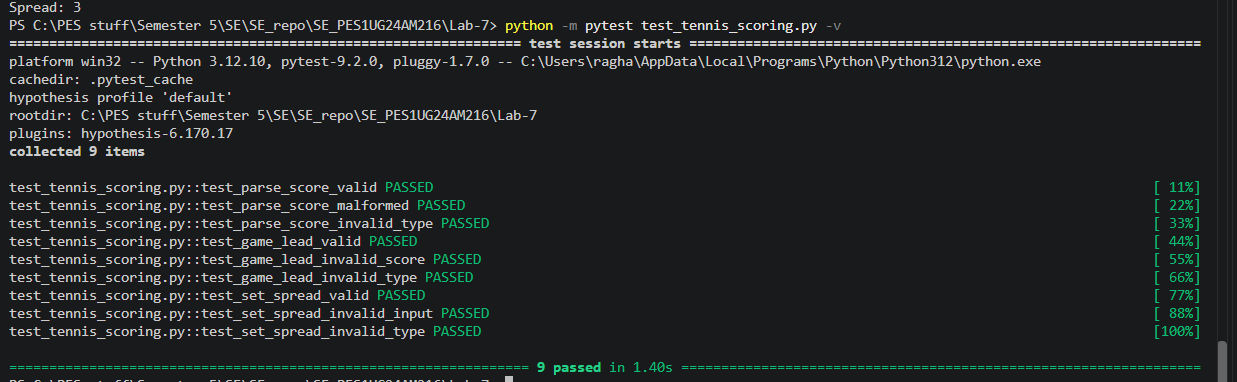 Spread: 3
PS C:\PES stuff\Semester 5\SE\SE_repo\SE_PES1UG24AM216\Lab-7> python -m pytest test_tennis_scoring.py -v
================================================================ test session starts ================================================================
platform win32 -- Python 3.12.10, pytest-9.2.0, pluggy-1.7.0 -- C:\Users\ragha\AppData\Local\Programs\Python\Python312\python.exe
cachedir: .pytest_cache
hypothesis profile 'default'
rootdir: C:\PES stuff\Semester 5\SE\SE_repo\SE_PES1UG24AM216\Lab-7
plugins: hypothesis-6.170.17
collected 9 items
test_tennis_scoring.py::test_parse_score_valid PASSED [ 11%]
test_tennis_scoring.py::test_parse_score_malformed PASSED [ 22%]
test_tennis_scoring.py::test_parse_score_invalid_type PASSED [ 33%]
test_tennis_scoring.py::test_game_lead_valid PASSED [ 44%]
test_tennis_scoring.py::test_game_lead_invalid_score PASSED [ 55%]
test_tennis_scoring.py::test_game_lead_invalid_type PASSED [ 66%]
test_tennis_scoring.py::test_set_spread_valid PASSED [ 77%]
test_tennis_scoring.py::test_set_spread_invalid_input PASSED [ 88%]
test_tennis_scoring.py::test_set_spread_invalid_type PASSED [100%]
================================================================= 9 passed in 1.40s =================================================================